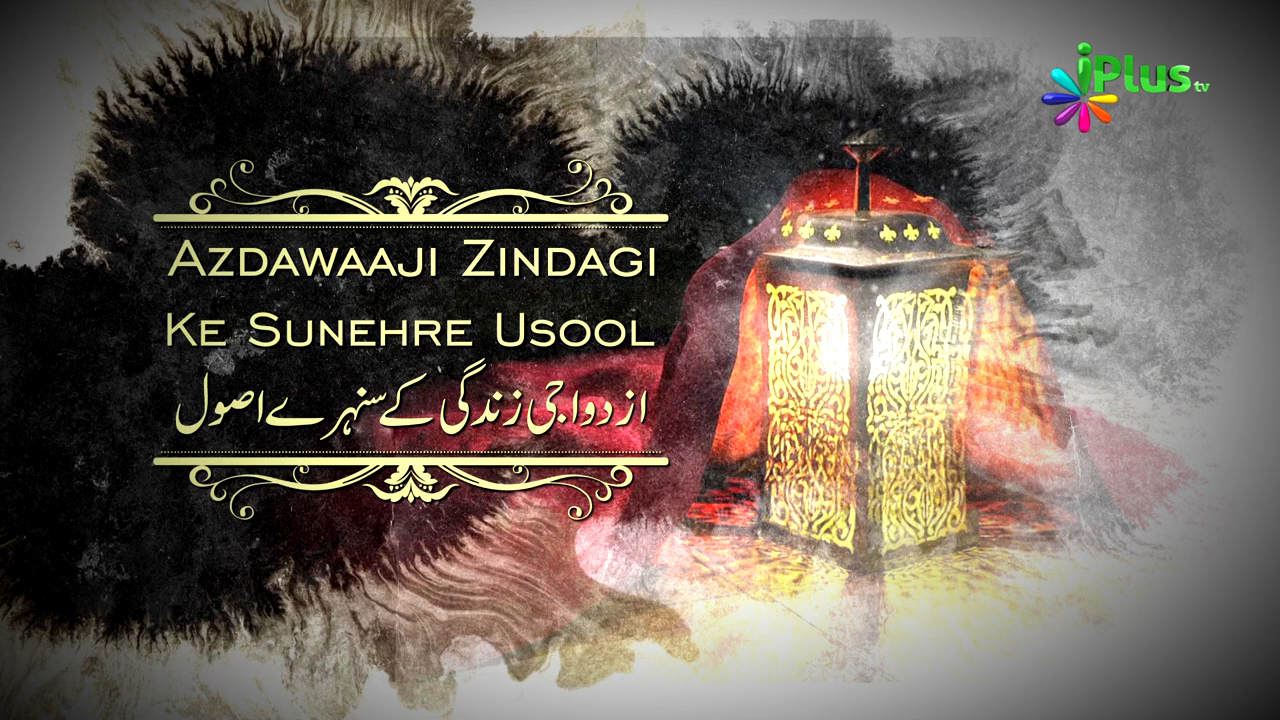 iPlus tv
Azdawaaji Zindagi
Ke Sunehre Usool
ازدواجی زندگی کے سنہرے اصول